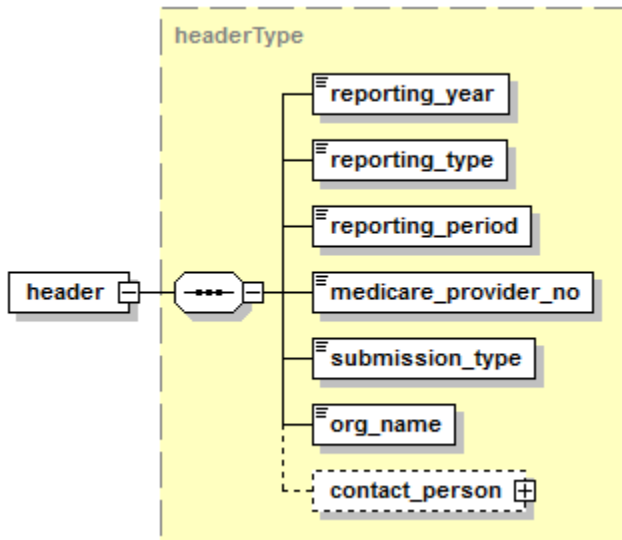 headerType
reporting_year
reporting_type
reporting_period
header
medicare_provider_no
submission_type
org_name
contact_person